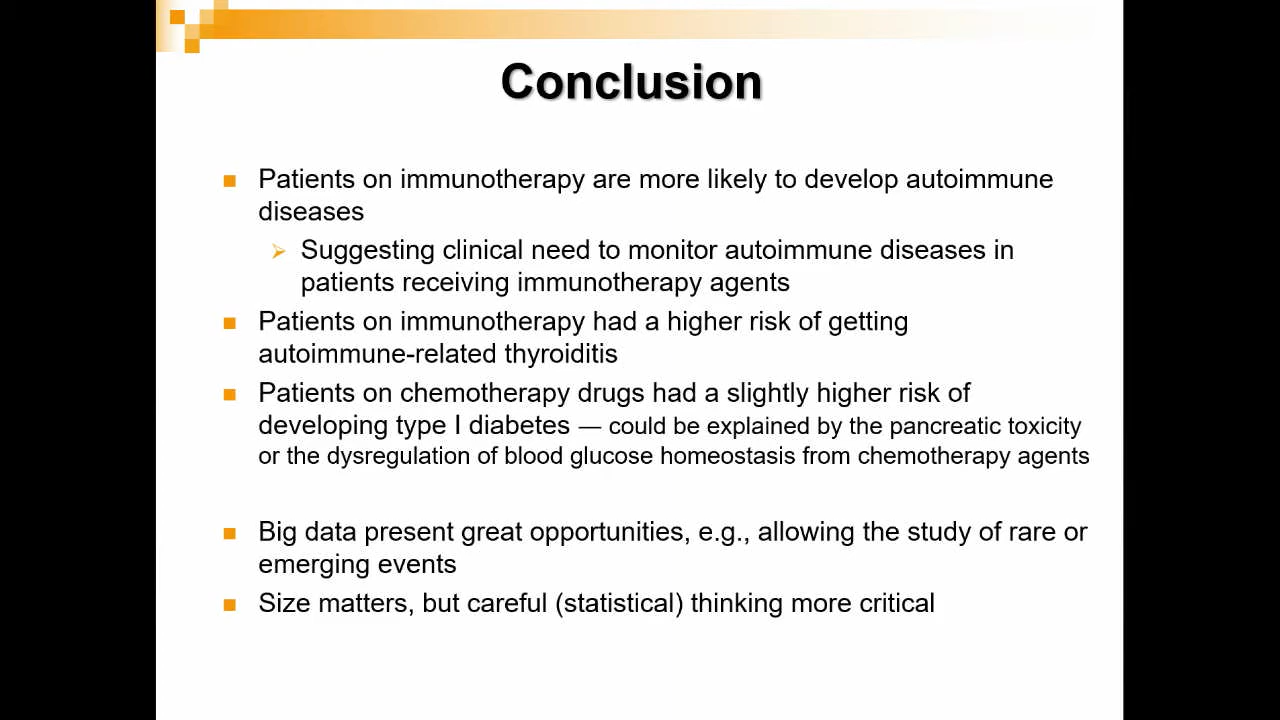 Conclusion
Patients on immunotherapy are more likely to develop autoimmune
diseases
Suggesting clinical need to monitor autoimmune diseases in
patients receiving immunotherapy agents
Patients on immunotherapy had a higher risk of getting
autoimmune-related thyroiditis
Patients on chemotherapy drugs had a slightly higher risk of
developing type I diabetes — could be explained by the pancreatic toxicity
or the dysregulation of blood glucose homeostasis from chemotherapy agents
Big data present great opportunities, e.g., allowing the study of rare or
emerging events
Size matters, but careful (statistical) thinking more critical